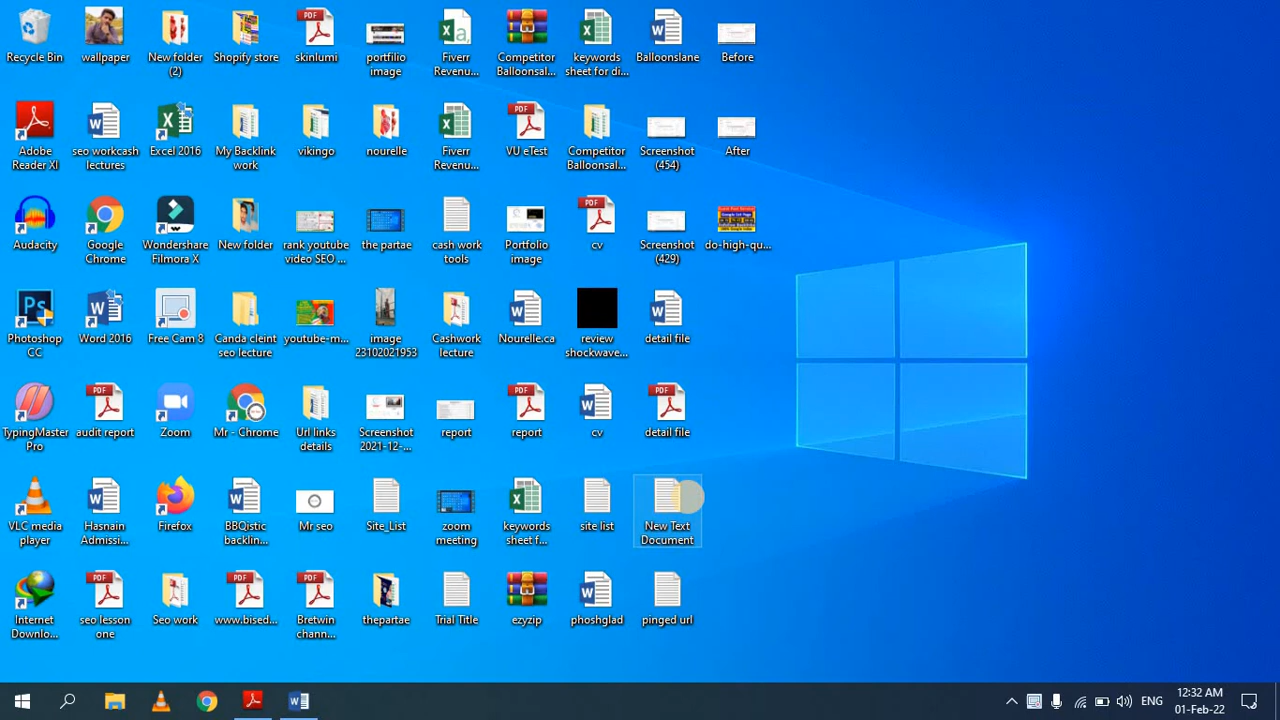 Recycle Bin
wallpaper
New folder
(2)
Shopify store
skinlumi
portfilio
image
Fiverr
Revenu...
Competitor
Balloonsal...
keywords
sheet for di...
Balloonslane
Before
Adobe
Reader XI
seo workcash
lectures
Excel 2016
My Backlink
work
vikingo
nourelle
Fiverr
Revenu...
VU eTest
Competitor
Balloonsal...
Screenshot
(454)
After
Audacity
Google
Chrome
Wondershare
Filmora X
New folder
rank youtube
video SEO ...
the partae
cash work
tools
Portfolio
image
cv
Screenshot
(429)
do-high-qu...
Photoshop
CC
Word 2016
Free Cam 8
Canda cleint
seo lecture
youtube-m...
image
23102021953
Cashwork
lecture
Nourelle.ca
review
shockwave...
detail file
TypingMaster
Pro
audit report
Zoom
Mr - Chrome
Url links
details
Screenshot
2021-12-...
report
report
cv
detail file
VLC media
player
Hasnain
Admissi...
Firefox
BBQistic
backlin...
Mr seo
Site_List
zoom
meeting
keywords
sheet f...
site list
New Text
Document
Internet
Downlo...
seo lesson
one
Seo work
www.bised...
Bretwin
chann...
thepartae
Trial Title
ezyzip
phoshglad
pinged url
ENG
12:32 AM
01-Feb-22